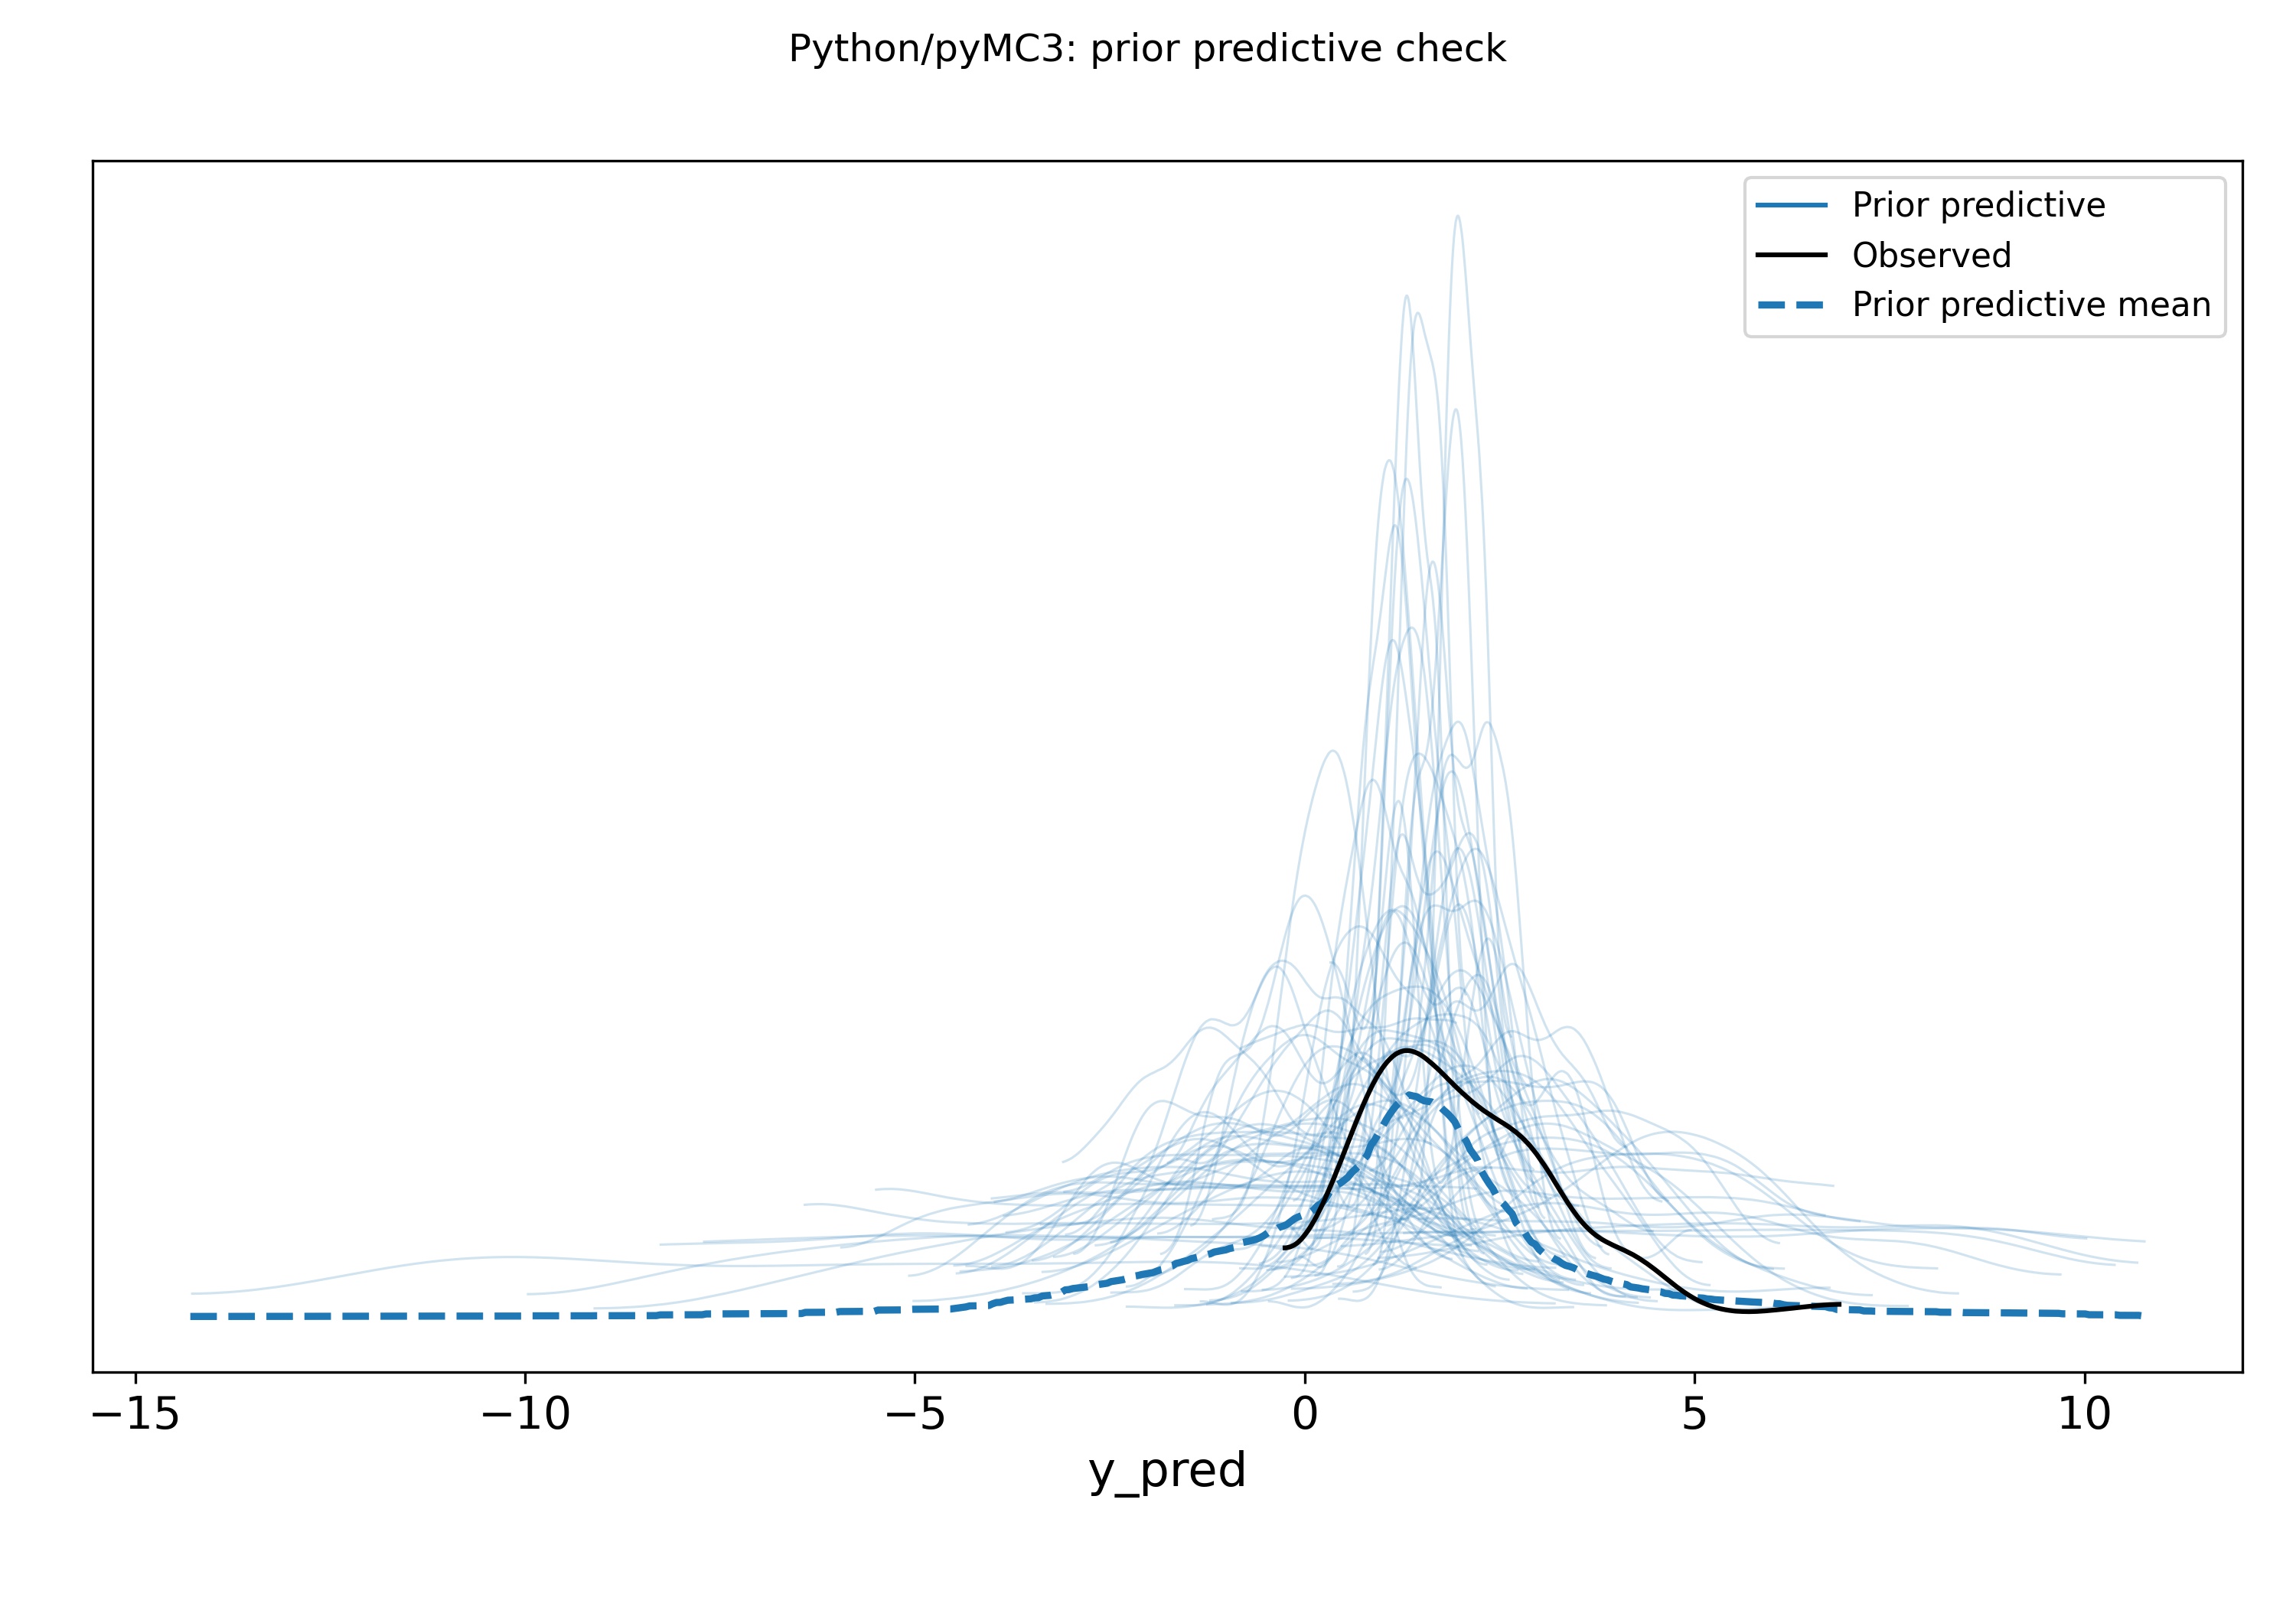 Python/pyMC3: prior predictive check
Prior predictive
Observed
Prior predictive mean
−15 −10 −5 0 5 10
y_pred